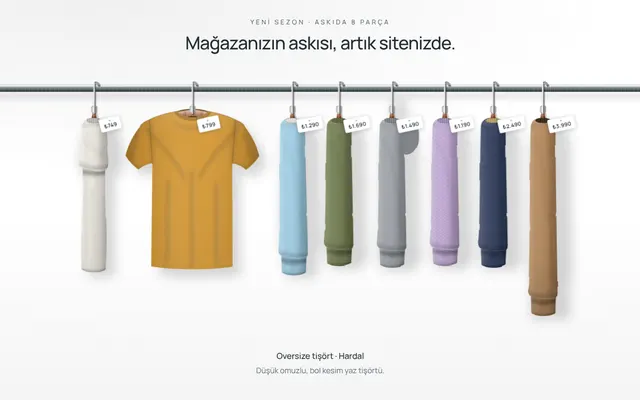 YENİ SEZON · ASKIDA 8 PARÇA
Mağazanızın askısı, artık sitenizde.
₺749
₺799
₺1.290
₺1.690
₺1.490
₺1.190
₺2.490
₺3.990
Oversize tişört · Hardal
Düşük omuzlu, bol kesim yaz tişörtü.